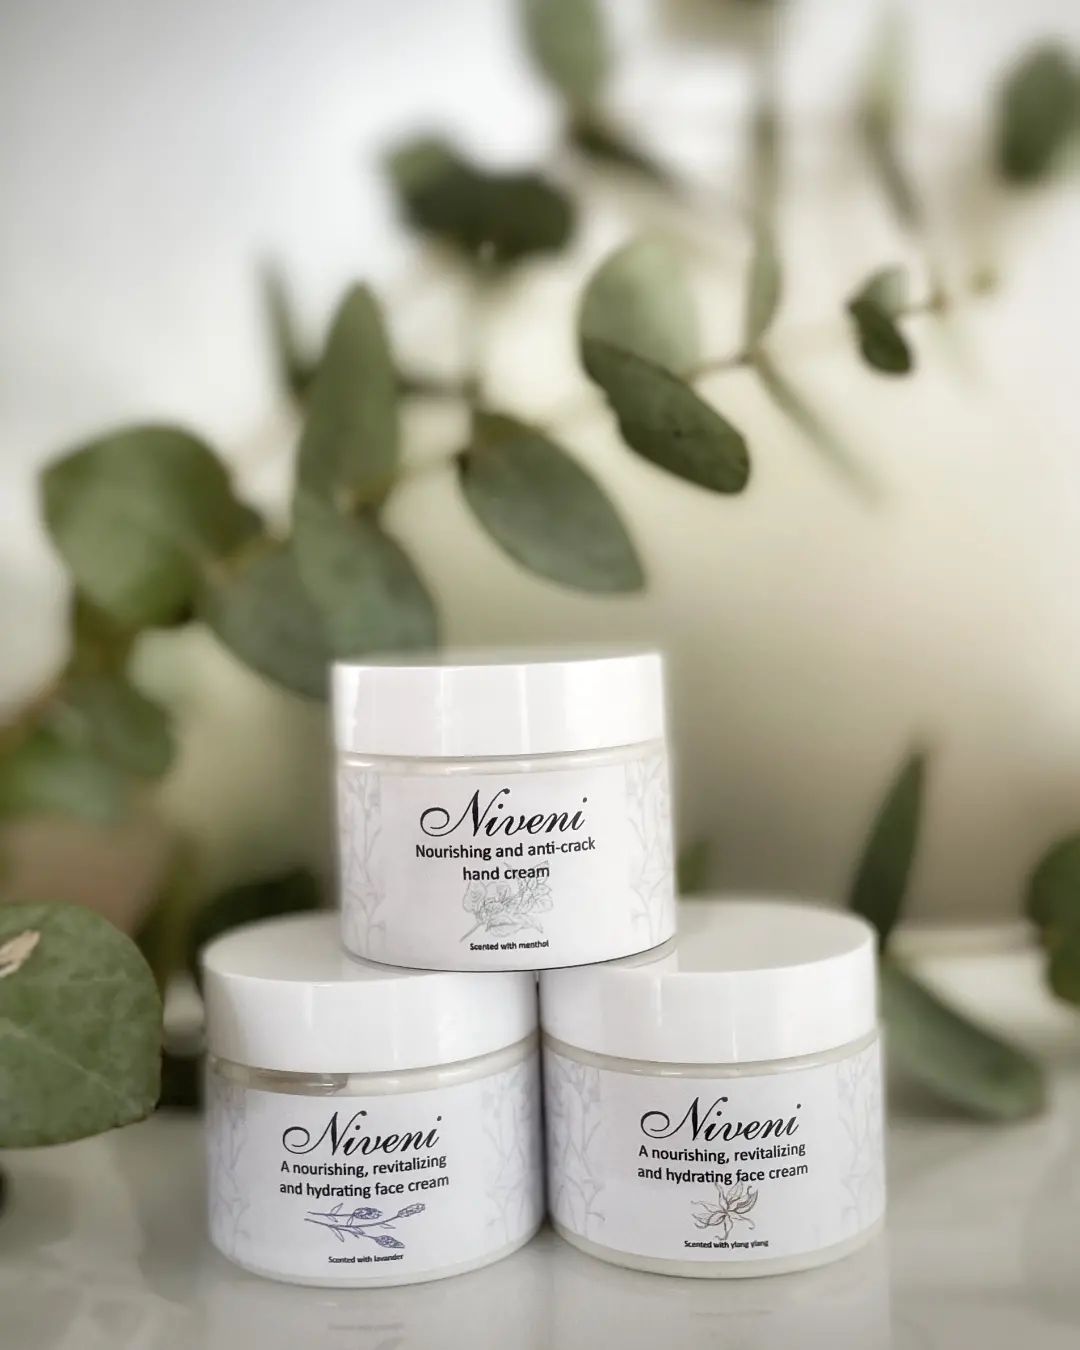 Niveni
Nourishing and anti-crack
hand cream
Scented with menthol
Niveni
A nourishing, revitalizing
and hydrating face cream
Scented with lavander
Niveni
A nourishing, revitalizing
and hydrating face cream
Scented with ylang ylang